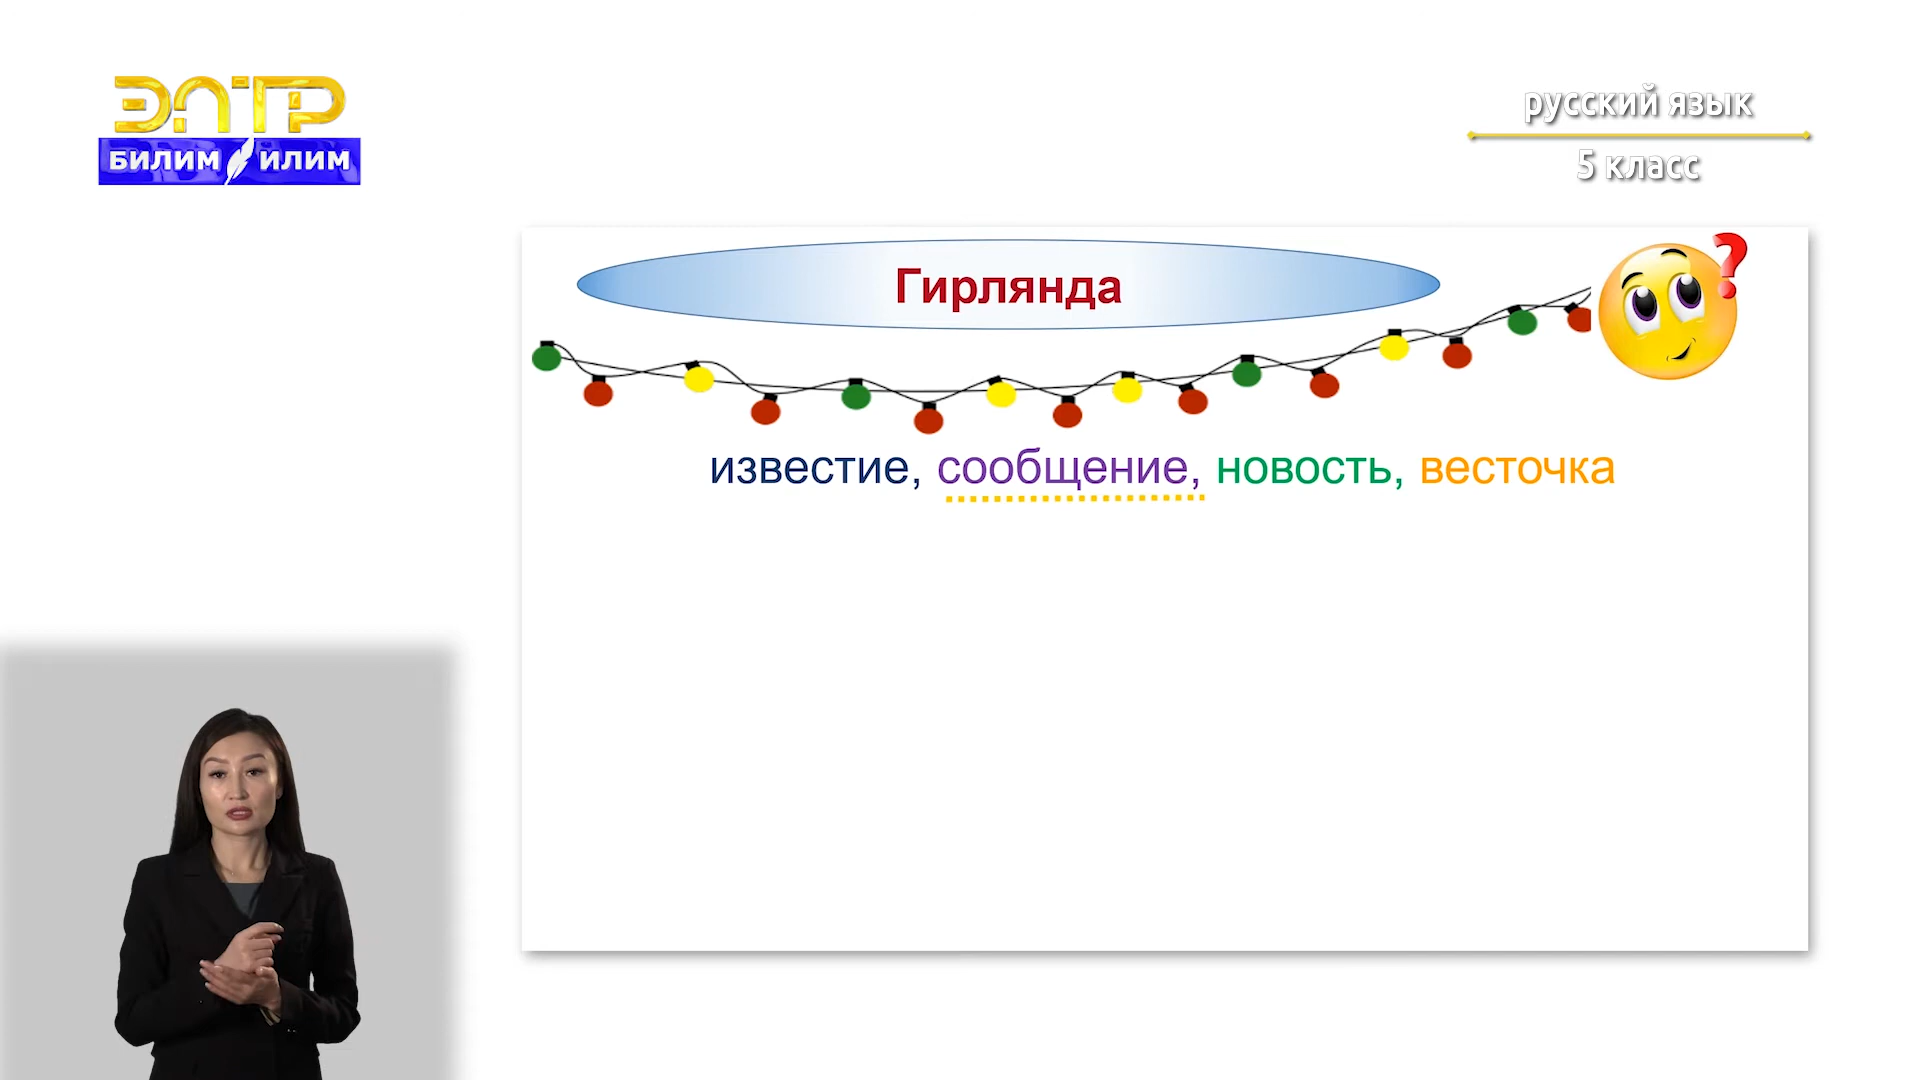 ЭЛТР
БИЛИМ ИЛИМ
русский язык
5 класс
Гирлянда
?
известие, сообщение, новость, весточка